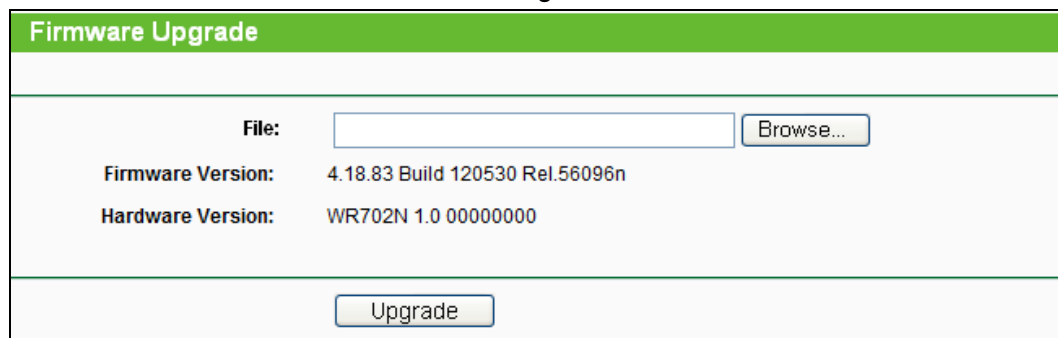 Firmware Upgrade
File:
Browse...
Firmware Version: 4.18.83 Build 120530 Rel.56096n
Hardware Version: WR702N 1.0 00000000
Upgrade